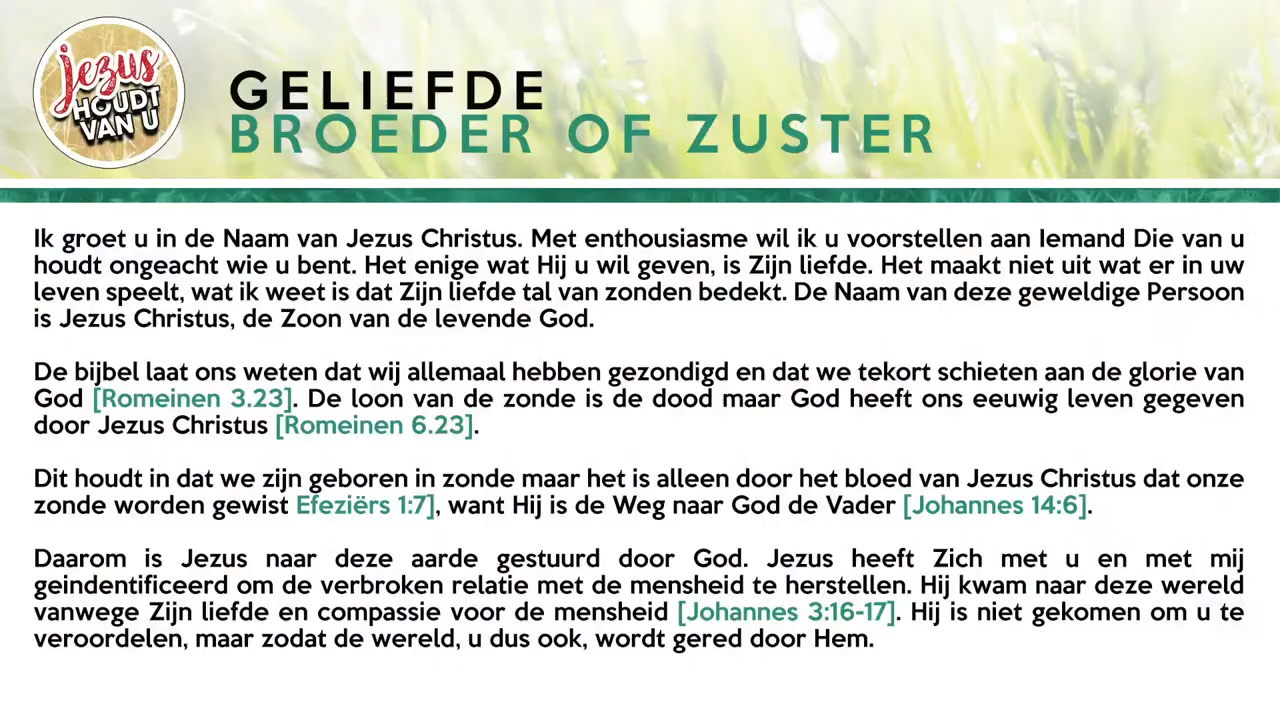 jezus
HOUDT
VAN U
GELIEFDE
BROEDER OF ZUSTER
Ik groet u in de Naam van Jezus Christus. Met enthousiasme wil ik u voorstellen aan Iemand Die van u
houdt ongeacht wie u bent. Het enige wat Hij u wil geven, is Zijn liefde. Het maakt niet uit wat er in uw
leven speelt, wat ik weet is dat Zijn liefde tal van zonden bedekt. De Naam van deze geweldige Persoon
is Jezus Christus, de Zoon van de levende God.
De bijbel laat ons weten dat wij allemaal hebben gezondigd en dat we tekort schieten aan de glorie van
God [Romeinen 3.23]. De loon van de zonde is de dood maar God heeft ons eeuwig leven gegeven
door Jezus Christus [Romeinen 6.23].
Dit houdt in dat we zijn geboren in zonde maar het is alleen door het bloed van Jezus Christus dat onze
zonde worden gewist Efeziërs 1:7], want Hij is de Weg naar God de Vader [Johannes 14:6].
Daarom is Jezus naar deze aarde gestuurd door God. Jezus heeft Zich met u en met mij
geindentificeerd om de verbroken relatie met de mensheid te herstellen. Hij kwam naar deze wereld
vanwege Zijn liefde en compassie voor de mensheid [Johannes 3:16-17]. Hij is niet gekomen om u te
veroordelen, maar zodat de wereld, u dus ook, wordt gered door Hem.